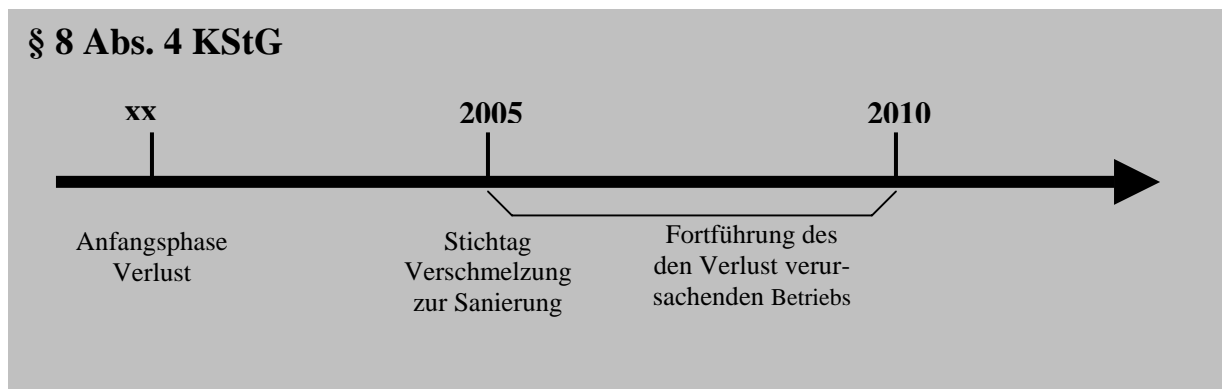 § 8 Abs. 4 KStG
xx
2005
2010
Anfangsphase
Verlust
Stichtag
Verschmelzung
zur Sanierung
Fortführung des
den Verlust verur-
sachenden Betriebs